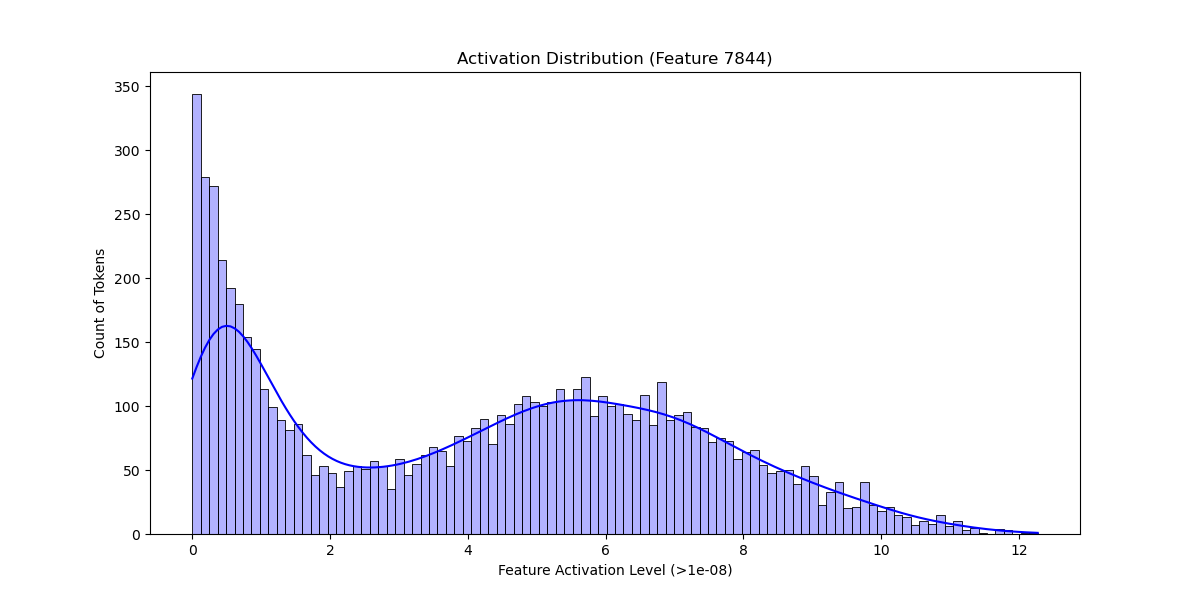 Activation Distribution (Feature 7844)
350
300
250
200
150
100
50
0
Count of Tokens
0 2 4 6 8 10 12
Feature Activation Level (>1e-08)